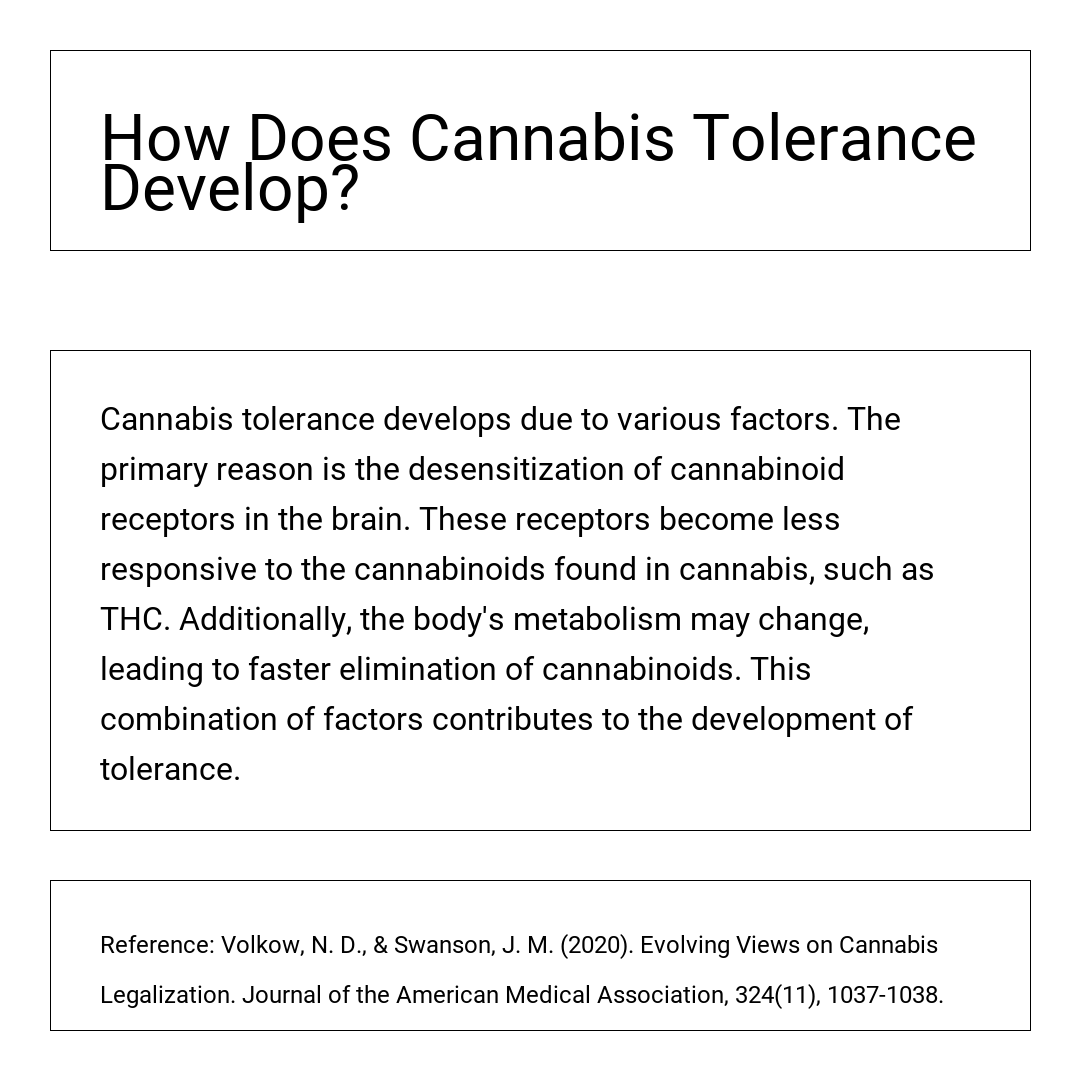 How Does Cannabis Tolerance
Develop?
Cannabis tolerance develops due to various factors. The
primary reason is the desensitization of cannabinoid
receptors in the brain. These receptors become less
responsive to the cannabinoids found in cannabis, such as
THC. Additionally, the body's metabolism may change,
leading to faster elimination of cannabinoids. This
combination of factors contributes to the development of
tolerance.
Reference: Volkow, N. D., & Swanson, J. M. (2020). Evolving Views on Cannabis
Legalization. Journal of the American Medical Association, 324(11), 1037-1038.